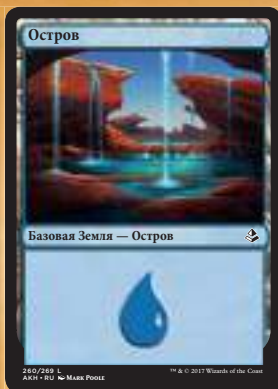 Остров
Базовая Земля — Остров
260/269 L
AKH • RU MARK POOLE
™ & © 2017 Wizards of the Coast